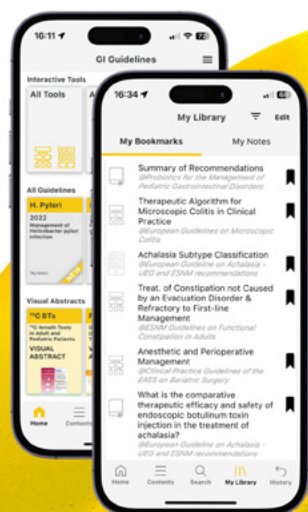 16:11
72
GI Guidelines
Interactive Tools
All Tools
A
All Guidelines
H. Pylori
2022
Management of
Helicobacter pylori
infection
NEW
Visual Abstracts
¹³C BTs
¹³C-breath Tests
in Adult and
Pediatric Patients
VISUAL
ABSTRACT
Home
Contents
16:34
My Library
Edit
My Bookmarks
My Notes
Summary of Recommendations
@Probiotics for the Management of
Pediatric Gastrointestinal Disorders
Therapeutic Algorithm for
Microscopic Colitis in Clinical
Practice
@European Guideline on Microscopic
Colitis
Achalasia Subtype Classification
@European Guideline on Achalasia -
UEG and ESNM recommendations
Treat. of Constipation not Caused
by an Evacuation Disorder &
Refractory to First-line
Management
@ESNM Guideline on Functional
Constipation in Adults
Anesthetic and Perioperative
Management
@Clinical Practice Guidelines of the
EAES on Bariatric Surgery
What is the comparative
therapeutic efficacy and safety of
endoscopic botulinum toxin
injection in the treatment of
achalasia?
@European Guideline on Achalasia -
UEG and ESNM recommendations
Home
Contents
Search
My Library
History